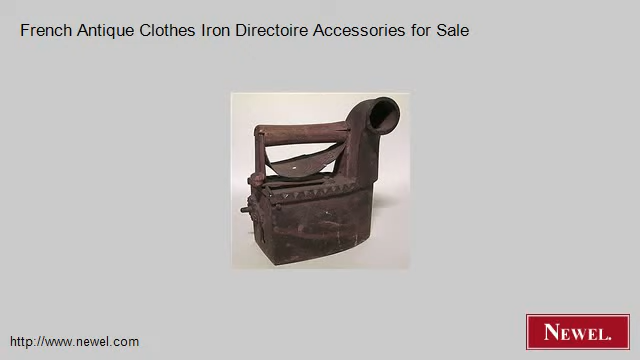 French Antique Clothes Iron Directoire Accessories for Sale
http://www.newel.com
NEWEL.